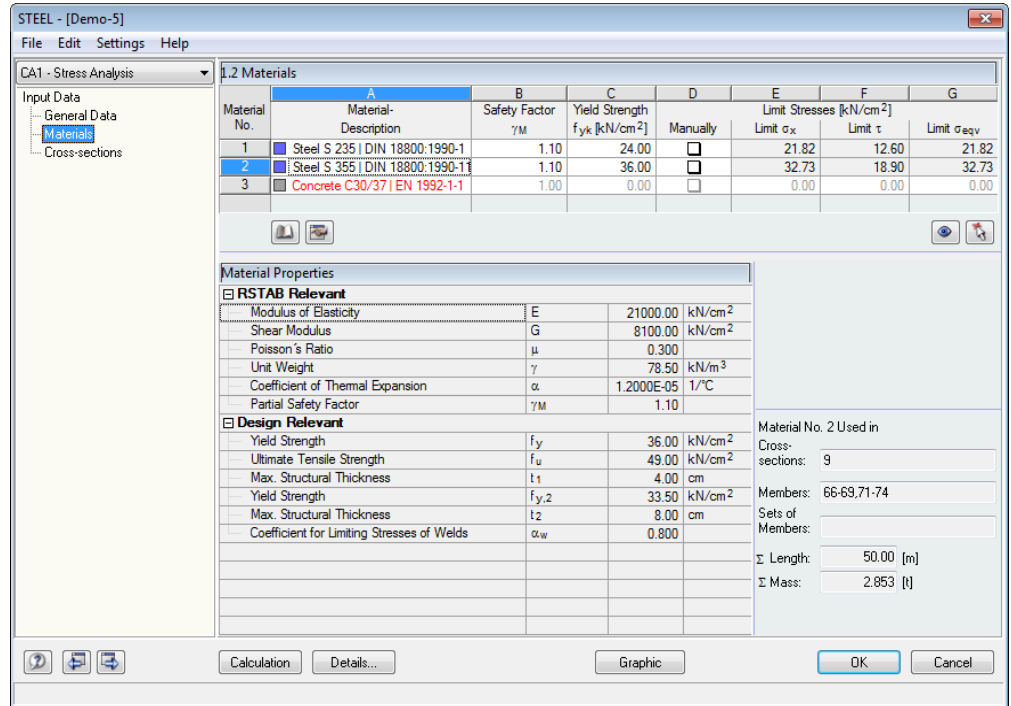 STEEL - [Demo-5]
File Edit Settings Help
CA1 - Stress Analysis
Input Data
General Data
Materials
Cross-sections
1.2 Materials
A B C D E F G
Material Material- Safety Factor Yield Strength Limit Stresses [kN/cm²]
No. Description γM fyk [kN/cm²] Manually Limit σx Limit τ Limit σeqv
1 Steel S 235 | DIN 18800:1990-1 1.10 24.00 21.82 12.60 21.82
2 Steel S 355 | DIN 18800:1990-11 1.10 36.00 32.73 18.90 32.73
3 Concrete C30/37 | EN 1992-1-1 1.00 0.00 0.00 0.00 0.00
Material Properties
RSTAB Relevant
Modulus of Elasticity E 21000.00 kN/cm²
Shear Modulus G 8100.00 kN/cm²
Poisson´s Ratio μ 0.300
Unit Weight γ 78.50 kN/m³
Coefficient of Thermal Expansion α 1.2000E-05 1/°C
Partial Safety Factor γM 1.10
Design Relevant
Yield Strength fy 36.00 kN/cm²
Ultimate Tensile Strength fu 49.00 kN/cm²
Max. Structural Thickness t1 4.00 cm
Yield Strength fy,2 33.50 kN/cm²
Max. Structural Thickness t2 8.00 cm
Coefficient for Limiting Stresses of Welds αw 0.800
Material No. 2 Used in
Cross-
sections: 9
Members: 66-69,71-74
Sets of
Members:
Σ Length: 50.00 [m]
Σ Mass: 2.853 [t]
Calculation Details... Graphic OK Cancel